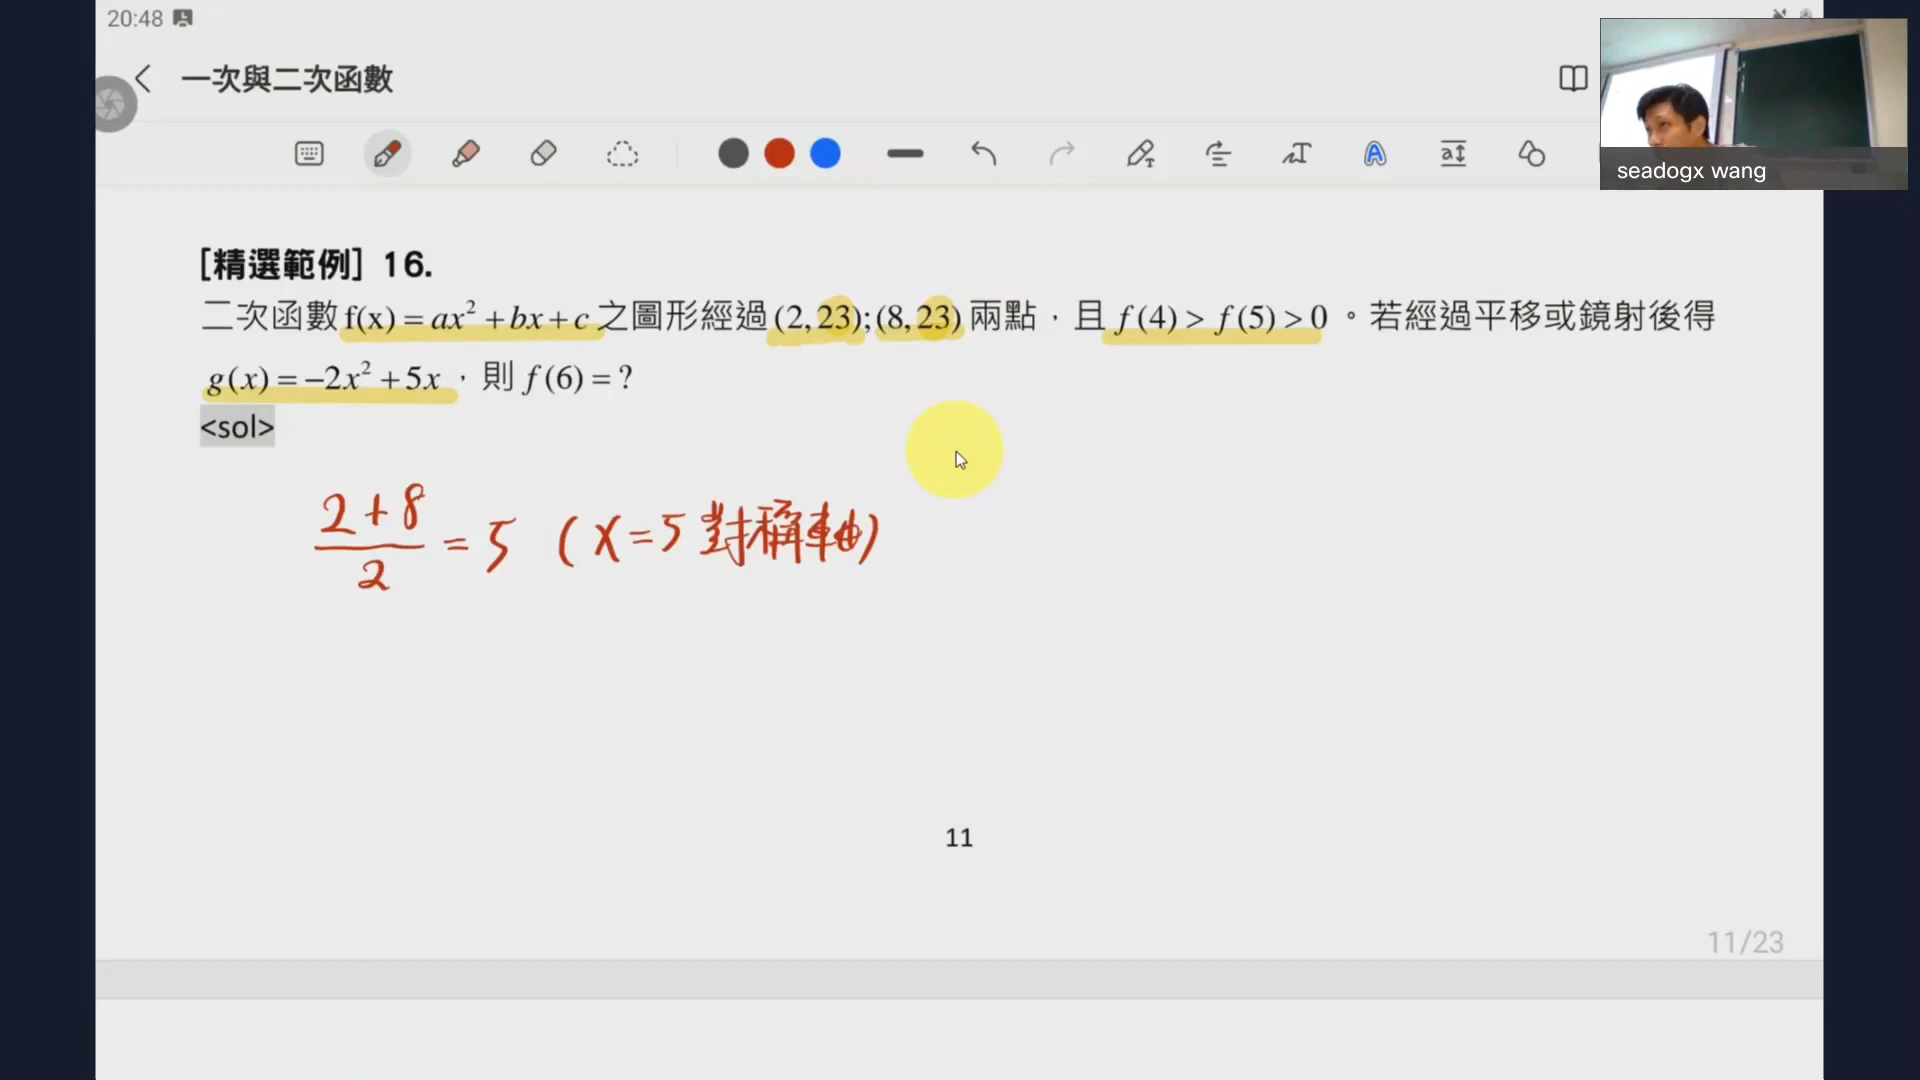 20:48
一次與二次函數
seadogx wang
[精選範例] 16.
二次函數 f(x) = ax² + bx + c 之圖形經過 (2, 23); (8, 23) 兩點，且 f(4) > f(5) > 0 。若經過平移或鏡射後得
g(x) = −2x² + 5x ，則 f(6) = ?
<sol>
(2+8)/2 = 5 (x=5 對稱軸)
11
11/23